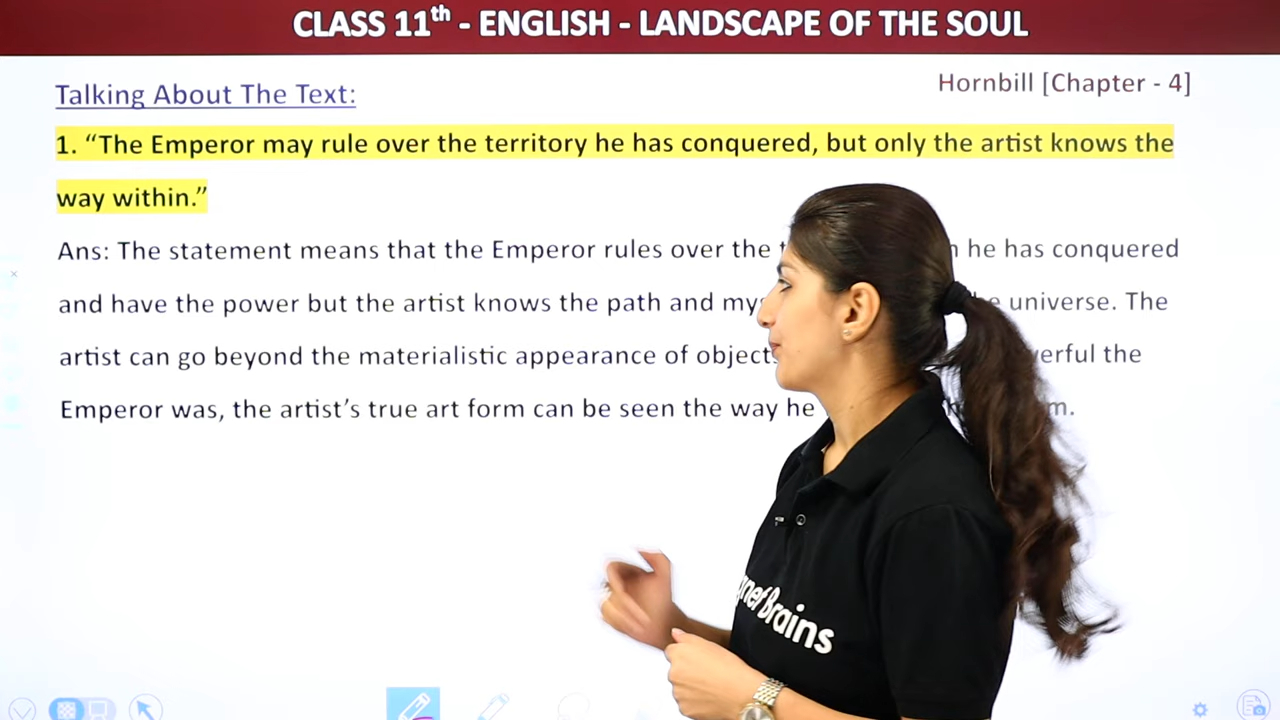 CLASS 11th - ENGLISH - LANDSCAPE OF THE SOUL
Hornbill [Chapter - 4]
Talking About The Text:
1. “The Emperor may rule over the territory he has conquered, but only the artist knows the
way within.”
Ans: The statement means that the Emperor rules over the he has conquered
and have the power but the artist knows the path and universe. The
artist can go beyond the materialistic appearance of the
Emperor was, the artist’s true art form can be seen the way he
Brains